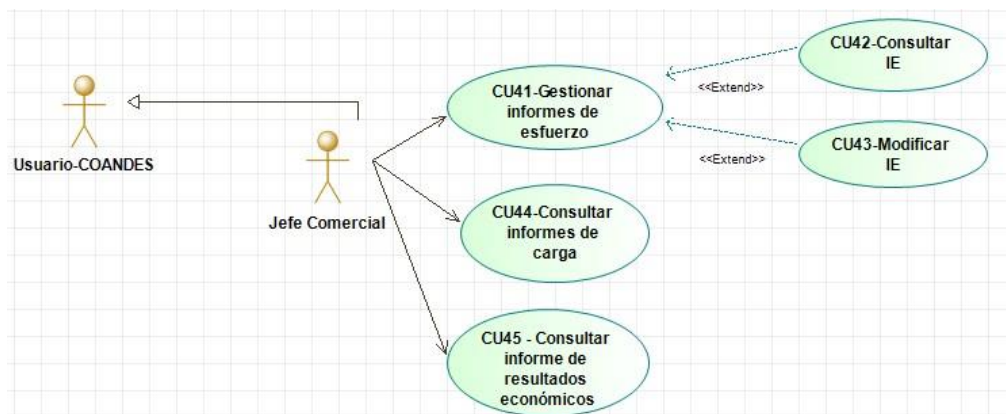 CU42-Consultar
IE
<<Extend>>
CU41-Gestionar
informes de
esfuerzo
Usuario-COANDES
CU43-Modificar
IE
<<Extend>>
Jefe Comercial
CU44-Consultar
informes de
carga
CU45 - Consultar
informe de
resultados
económicos